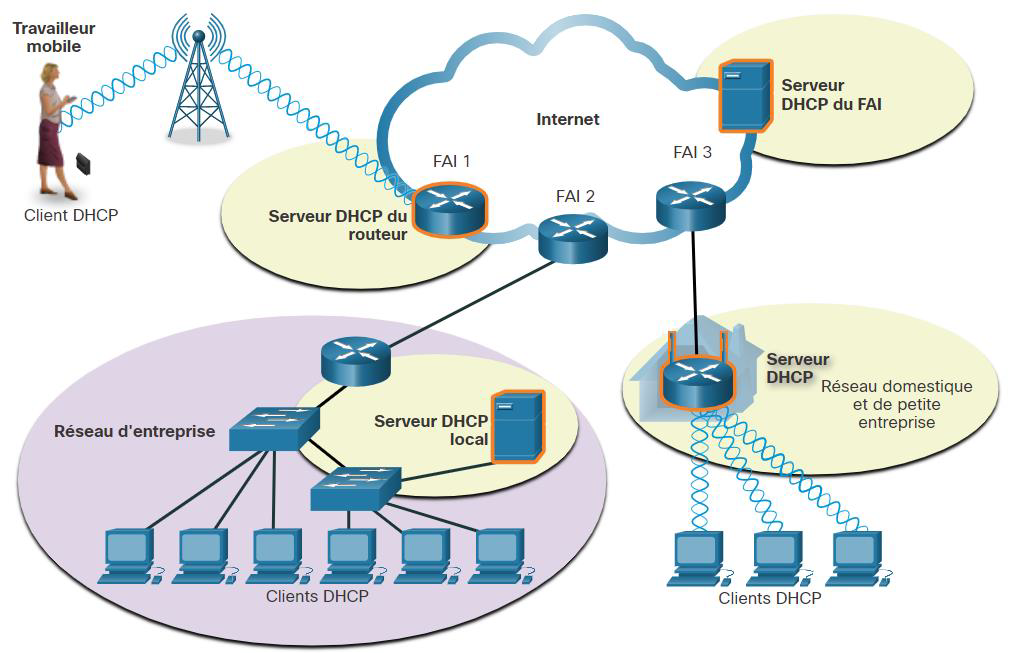 Travailleur
mobile
Client DHCP
Internet
Serveur
DHCP du FAI
FAI 1
FAI 2
FAI 3
Serveur DHCP du
routeur
Réseau d'entreprise
Serveur DHCP
local
Clients DHCP
Serveur
DHCP
Réseau domestique
et de petite
entreprise
Clients DHCP